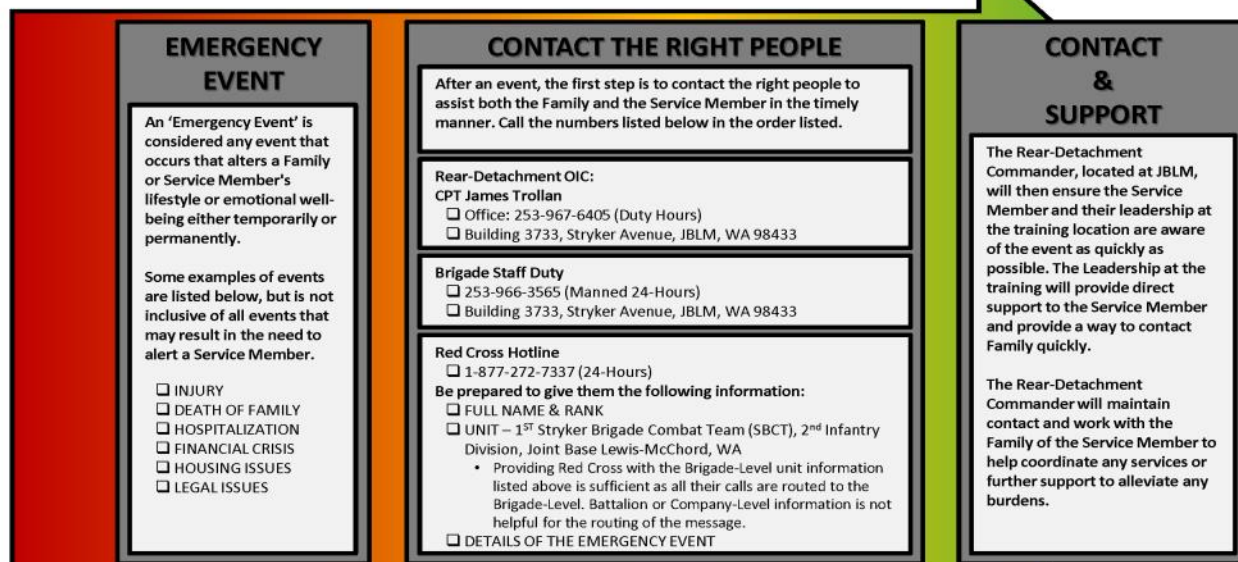 EMERGENCY
EVENT
An ‘Emergency Event’ is
considered any event that
occurs that alters a Family
or Service Member's
lifestyle or emotional well-
being either temporarily or
permanently.
Some examples of events
are listed below, but is not
inclusive of all events that
may result in the need to
alert a Service Member.
❑ INJURY
❑ DEATH OF FAMILY
❑ HOSPITALIZATION
❑ FINANCIAL CRISIS
❑ HOUSING ISSUES
❑ LEGAL ISSUES
CONTACT THE RIGHT PEOPLE
After an event, the first step is to contact the right people to
assist both the Family and the Service Member in the timely
manner. Call the numbers listed below in the order listed.
Rear-Detachment OIC:
CPT James Trollan
❑ Office: 253-967-6405 (Duty Hours)
❑ Building 3733, Stryker Avenue, JBLM, WA 98433
Brigade Staff Duty
❑ 253-966-3565 (Manned 24-Hours)
❑ Building 3733, Stryker Avenue, JBLM, WA 98433
Red Cross Hotline
❑ 1-877-272-7337 (24-Hours)
Be prepared to give them the following information:
❑ FULL NAME & RANK
❑ UNIT – 1ST Stryker Brigade Combat Team (SBCT), 2nd Infantry
Division, Joint Base Lewis-McChord, WA
• Providing Red Cross with the Brigade-Level unit information
listed above is sufficient as all their calls are routed to the
Brigade-Level. Battalion or Company-Level information is not
helpful for the routing of the message.
❑ DETAILS OF THE EMERGENCY EVENT
CONTACT
&
SUPPORT
The Rear-Detachment
Commander, located at JBLM,
will then ensure the Service
Member and their leadership at
the training location are aware
of the event as quickly as
possible. The Leadership at the
training will provide direct
support to the Service Member
and provide a way to contact
Family quickly.
The Rear-Detachment
Commander will maintain
contact and work with the
Family of the Service Member to
help coordinate any services or
further support to alleviate any
burdens.